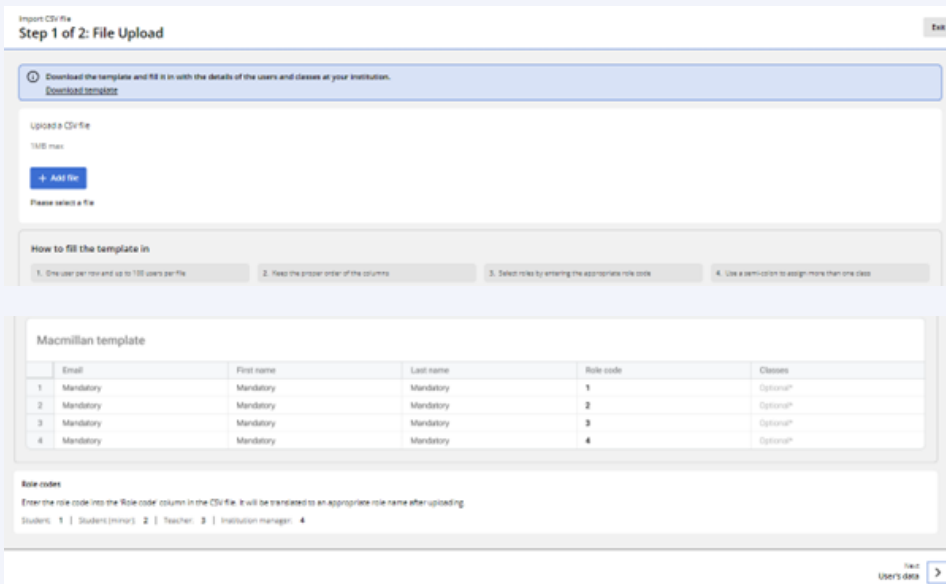 Import CSV file
Step 1 of 2: File Upload
Exit
Download the template and fill it in with the details of the users and classes at your institution.
Download template
Upload a CSV file
1MB max
+ Add file
Please select a file
How to fill the template in
1. One user per row and up to 100 users per file
2. Keep the proper order of the columns
3. Select roles by entering the appropriate role code
4. Use a semi-colon to assign more than one class
Macmillan template
Email First name Last name Role code Classes
1 Mandatory Mandatory Mandatory 1 Optional*
2 Mandatory Mandatory Mandatory 2 Optional*
3 Mandatory Mandatory Mandatory 3 Optional*
4 Mandatory Mandatory Mandatory 4 Optional*
Role codes
Enter the role code into the 'Role code' column in the CSV file. It will be translated to an appropriate role name after uploading.
Student: 1 | Student (minor): 2 | Teacher: 3 | Institution manager: 4
Next
User's data